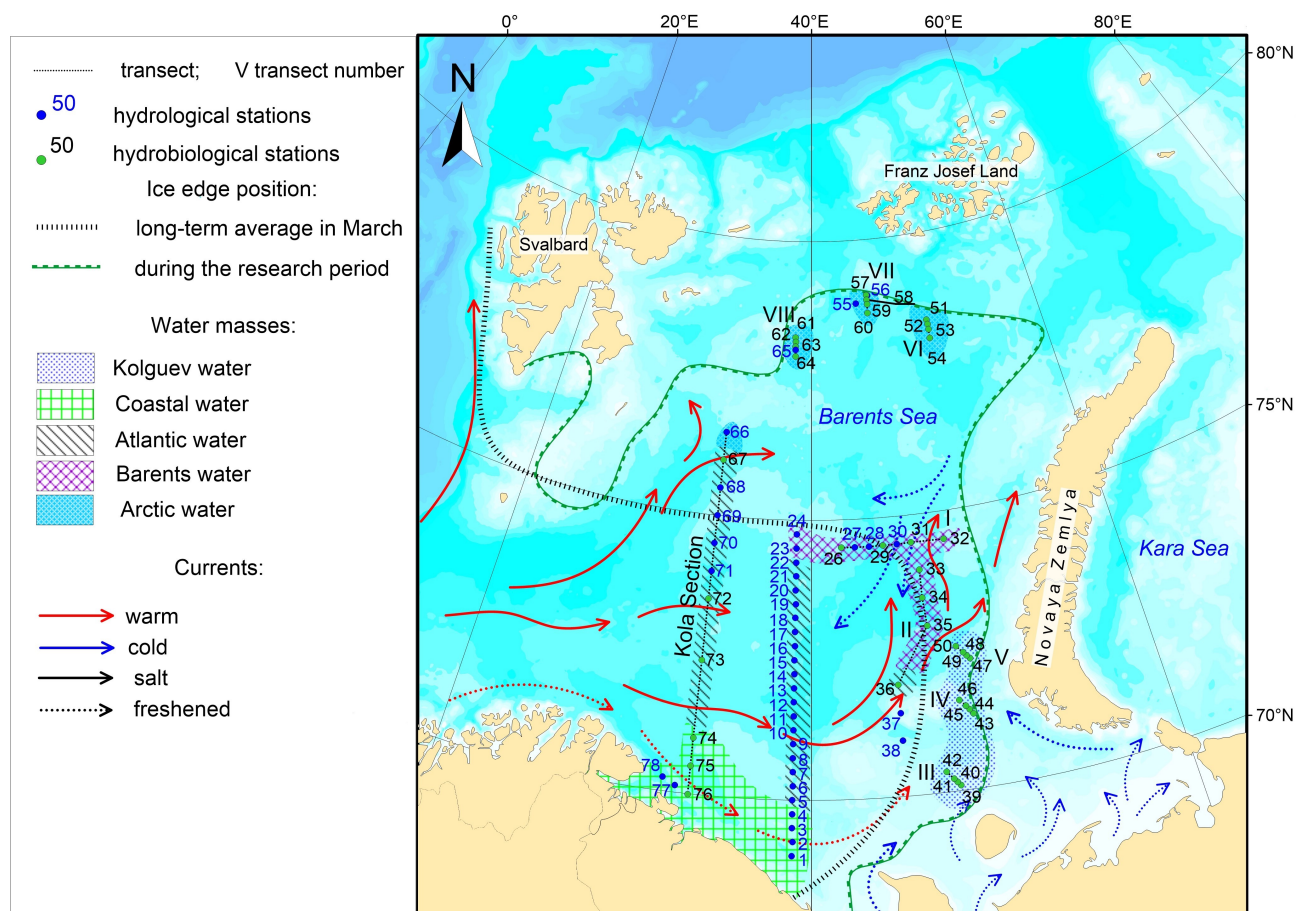 0°
20°E
40°E
60°E
80°E
80°N
75°N
70°N
transect; V transect number
50
hydrological stations
50
hydrobiological stations
Ice edge position:
long-term average in March
during the research period
Water masses:
Kolguev water
Coastal water
Atlantic water
Barents water
Arctic water
Currents:
warm
cold
salt
freshened
N
Svalbard
Franz Josef Land
Barents Sea
Kara Sea
Novaya Zemlya
Kola Section
VII
57
56
55
58
59
60
51
52
53
VI
54
VIII
61
62
63
65
64
66
67
68
69
70
71
72
73
74
75
76
78
77
24
23
22
21
20
19
18
17
16
15
14
13
12
11
10
9
8
7
6
5
4
3
2
1
I
26
27
28
29
30
31
32
33
34
II
35
36
37
38
50
48
V
49
47
46
IV
44
45
43
42
III
40
41
39